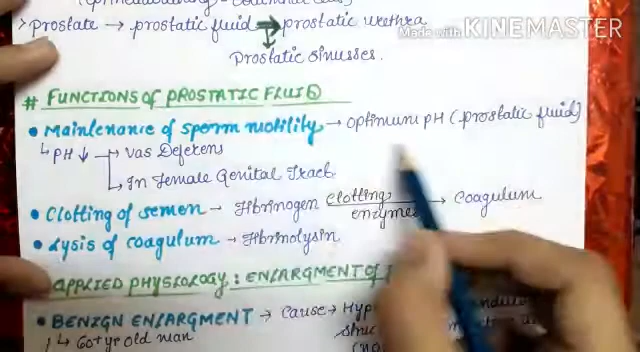 > Prostate → prostatic fluid → prostatic urethra
Made with KINEMASTER
Prostatic sinusses.
# FUNCTIONS OF PROSTATIC FLUID
• Maintenance of sperm motility → optimum pH (prostatic fluid)
↳ PH ↓ → Vas Deferens
↳ In Female Genital Track
• Clotting of semen → Fibrinogen Clotting enzymes → Coagulum
• Lysis of coagulum → Fibrinolysin
APPLIED PHYSIOLOGY : ENLARGMENT OF
• BENIGN ENLARGMENT → Cause → Hyp
↳ 60+ yr old man